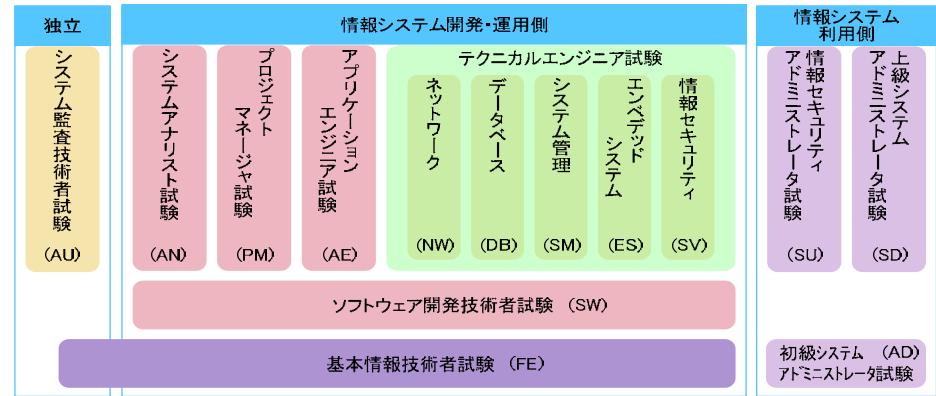 独立
システム監査技術者試験
(AU)
情報システム開発・運用側
システムアナリスト試験
(AN)
プロジェクト
マネージャ試験
(PM)
アプリケーション
エンジニア試験
(AE)
テクニカルエンジニア試験
ネットワーク
(NW)
データベース
(DB)
システム管理
(SM)
エンベデッド
システム
(ES)
情報セキュリティ
(SV)
ソフトウェア開発技術者試験 (SW)
基本情報技術者試験 (FE)
情報システム
利用側
情報セキュリティ
アドミニストレータ試験
(SU)
上級システム
アドミニストレータ試験
(SD)
初級システム (AD)
アドミニストレータ試験